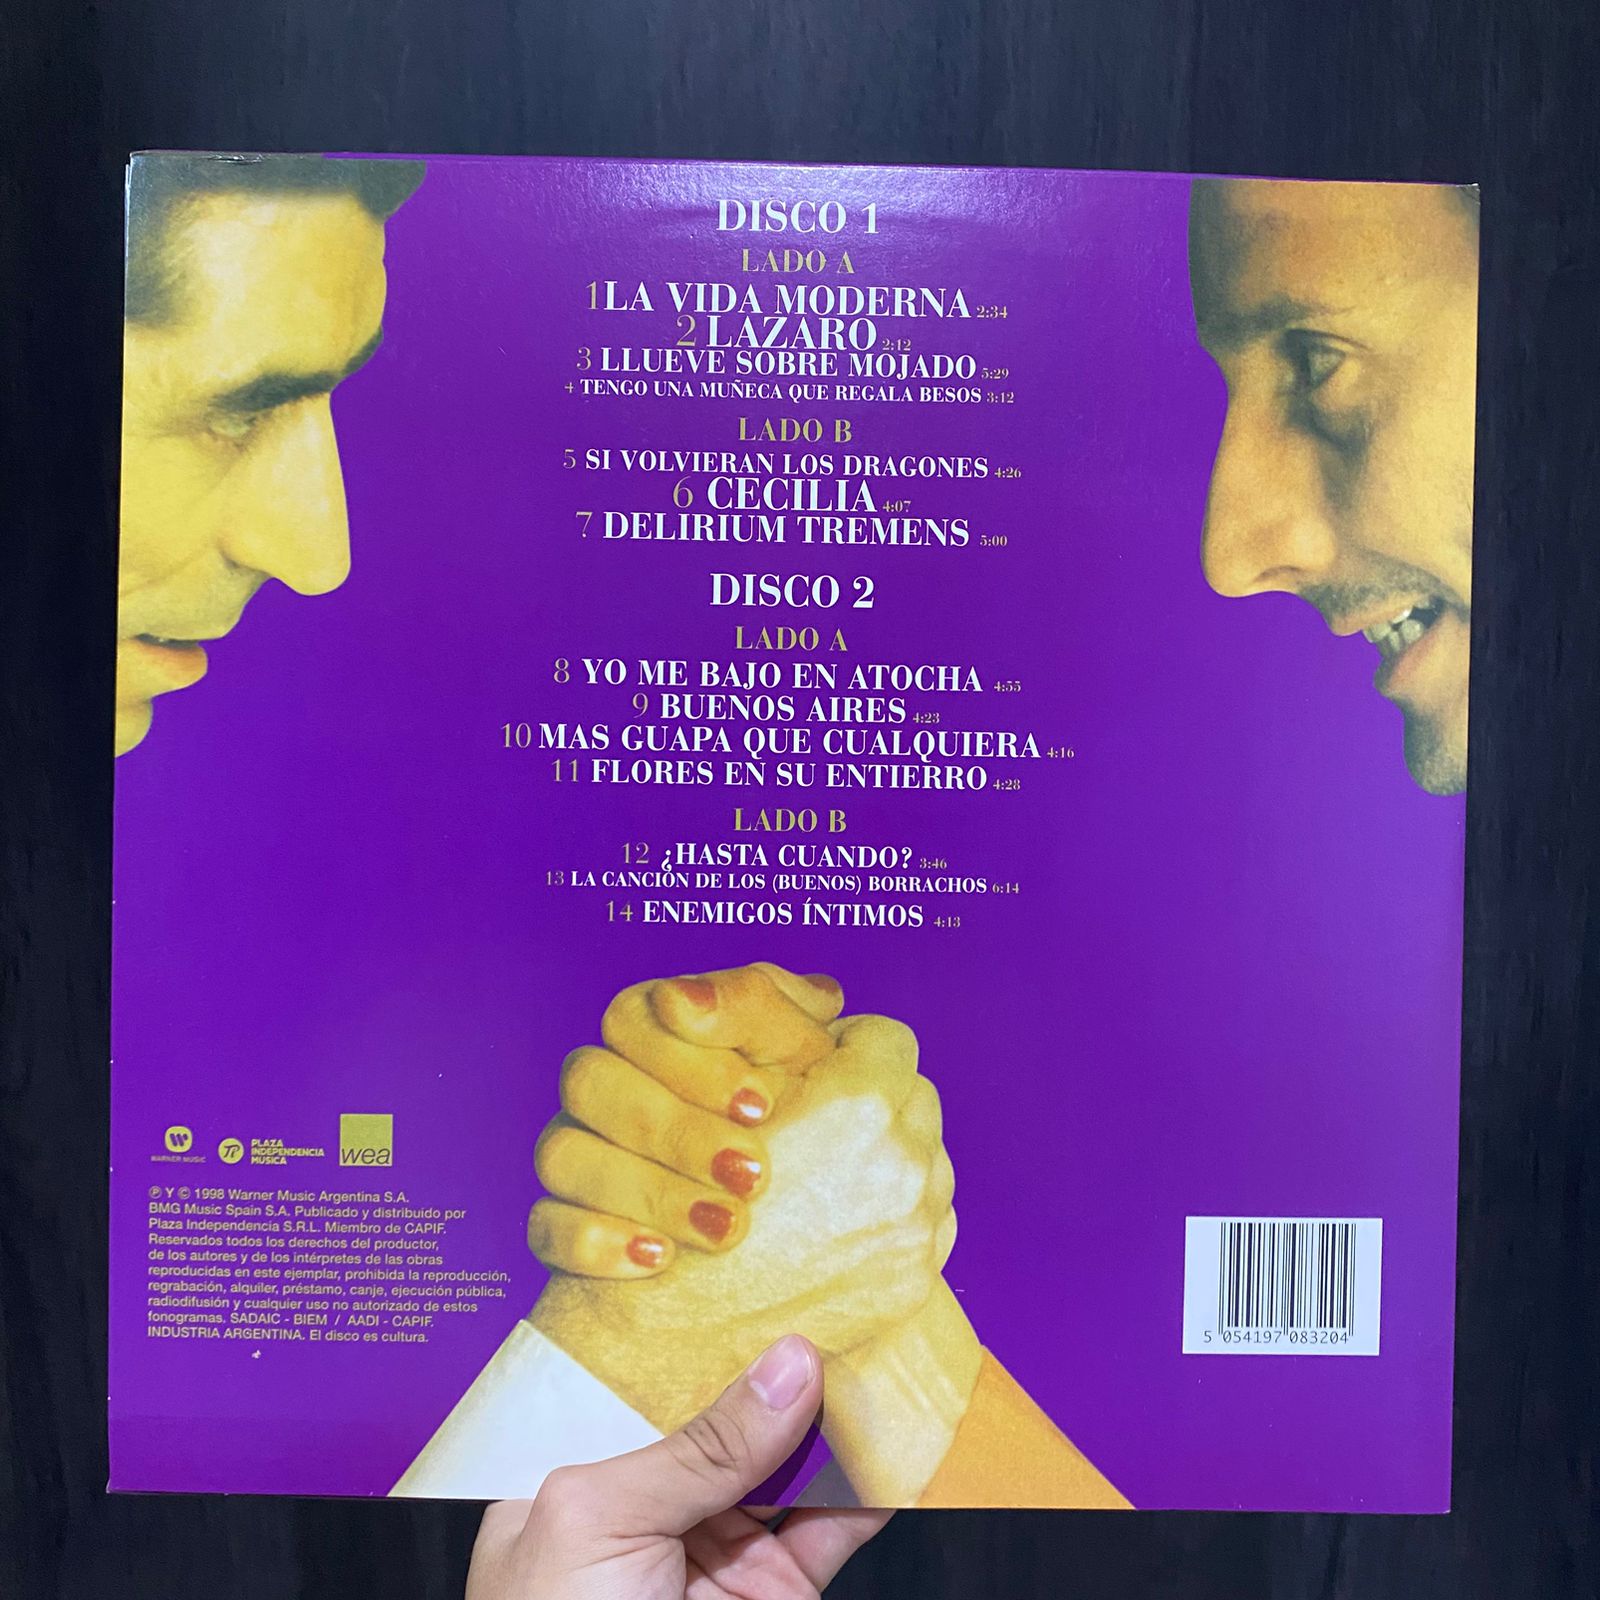 DISCO 1
LADO A
1 LA VIDA MODERNA 2:34
2 LAZARO 2:12
3 LLUEVE SOBRE MOJADO 5:29
4 TENGO UNA MUÑECA QUE REGALA BESOS 3:12
LADO B
5 SI VOLVIERAN LOS DRAGONES 4:26
6 CECILIA 4:07
7 DELIRIUM TREMENS 5:00
DISCO 2
LADO A
8 YO ME BAJO EN ATOCHA 4:55
9 BUENOS AIRES 4:23
10 MAS GUAPA QUE CUALQUIERA 4:16
11 FLORES EN SU ENTIERRO 4:28
LADO B
12 ¿HASTA CUANDO? 3:46
13 LA CANCIÓN DE LOS (BUENOS) BORRACHOS 6:14
14 ENEMIGOS ÍNTIMOS 4:13
WARNER MUSIC
PLAZA
INDEPENDENCIA
MÚSICA
wea
℗ Y © 1998 Warner Music Argentina S.A.
BMG Music Spain S.A. Publicado y distribuido por
Plaza Independencia S.R.L. Miembro de CAPIF.
Reservados todos los derechos del productor,
de los autores y de los intérpretes de las obras
reproducidas en este ejemplar, prohibida la reproducción,
regrabación, alquiler, préstamo, canje, ejecución pública,
radiodifusión y cualquier uso no autorizado de estos
fonogramas. SADAIC - BIEM / AADI - CAPIF.
INDUSTRIA ARGENTINA. El disco es cultura.
5 054197 083204